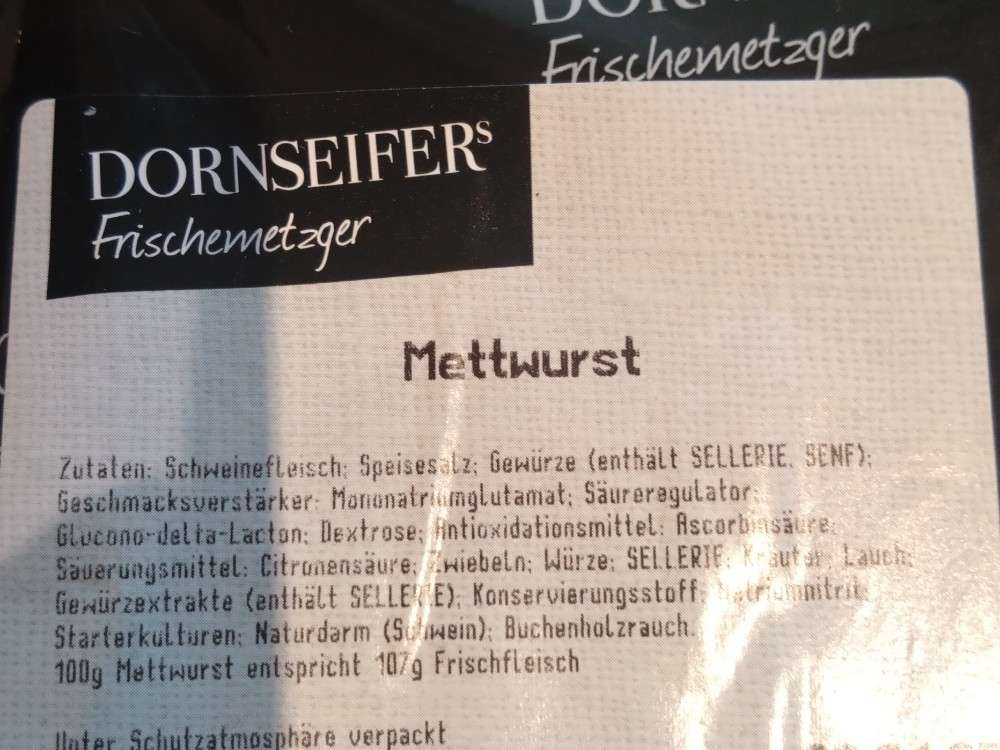 DORN
Frischemetzger
DORNSEIFERs
Frischemetzger
Mettwurst
Zutaten: Schweinefleisch; Speisesalz; Gewürze (enthält SELLERIE, SENF);
Geschmacksverstärker: Mononatriumglutamat; Säureregulator:
Glucono-delta-Lacton; Dextrose; Antioxidationsmittel: Ascorbinsäure;
Säuerungsmittel: Citronensäure; Zwiebeln; Würze; SELLERIE; Kräuter; Lauch;
Gewürzextrakte (enthält SELLERIE); Konservierungsstoff: Natriumnitrit;
Starterkulturen; Naturdarm (Schwein); Buchenholzrauch.
100g Mettwurst entspricht 107g Frischfleisch
Unter Schutzatmosphäre verpackt